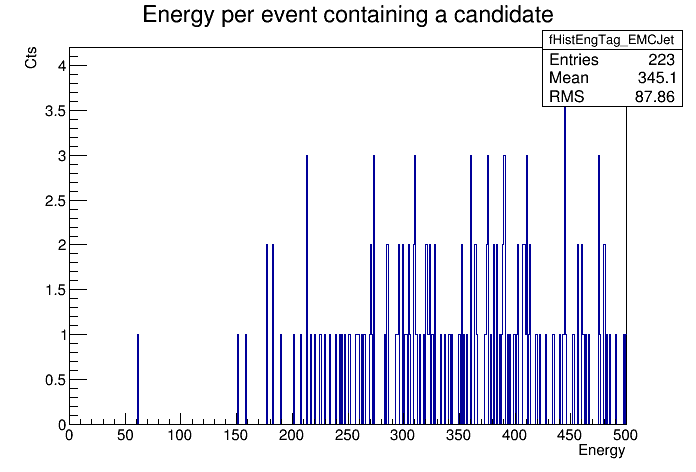 Energy per event containing a candidate
fHistEngTag_EMCJet
Entries 223
Mean 345.1
RMS 87.86
Cts
4
3.5
3
2.5
2
1.5
1
0.5
0
0 50 100 150 200 250 300 350 400 450 500
Energy